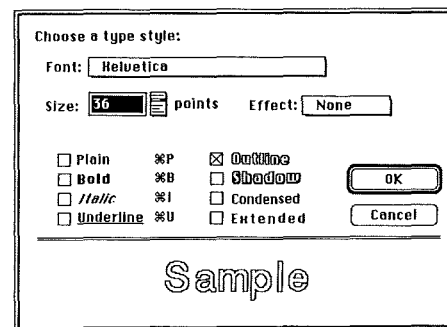 Choose a type style:
Font: Helvetica
Size: 36 points Effect: None
Plain ⌘P Outline
Bold ⌘B Shadow
Italic ⌘I Condensed
Underline ⌘U Extended
OK
Cancel
Sample